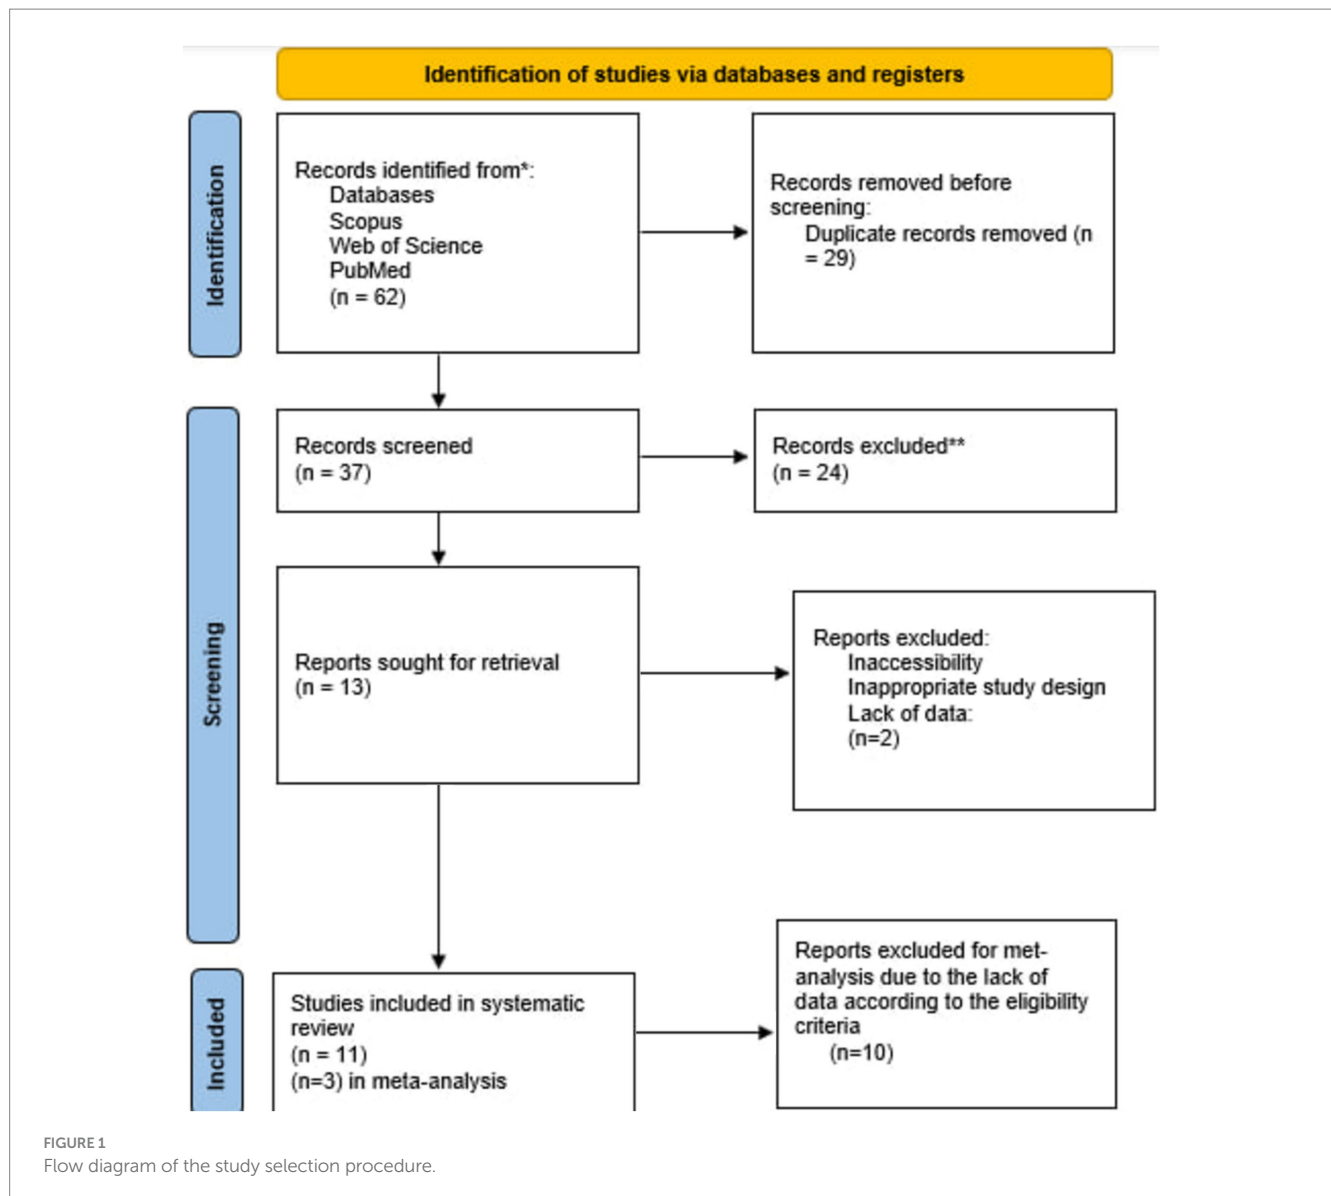 Identification of studies via databases and registers
Identification
Records identified from*:
Databases
Scopus
Web of Science
PubMed
(n = 62)
Records removed before
screening:
Duplicate records removed (n
= 29)
Screening
Records screened
(n = 37)
Records excluded**
(n = 24)
Reports sought for retrieval
(n = 13)
Reports excluded:
Inaccessibility
Inappropriate study design
Lack of data:
(n=2)
Included
Studies included in systematic
review
(n = 11)
(n=3) in meta-analysis
Reports excluded for met-
analysis due to the lack of
data according to the eligibility
criteria
(n=10)
FIGURE 1
Flow diagram of the study selection procedure.